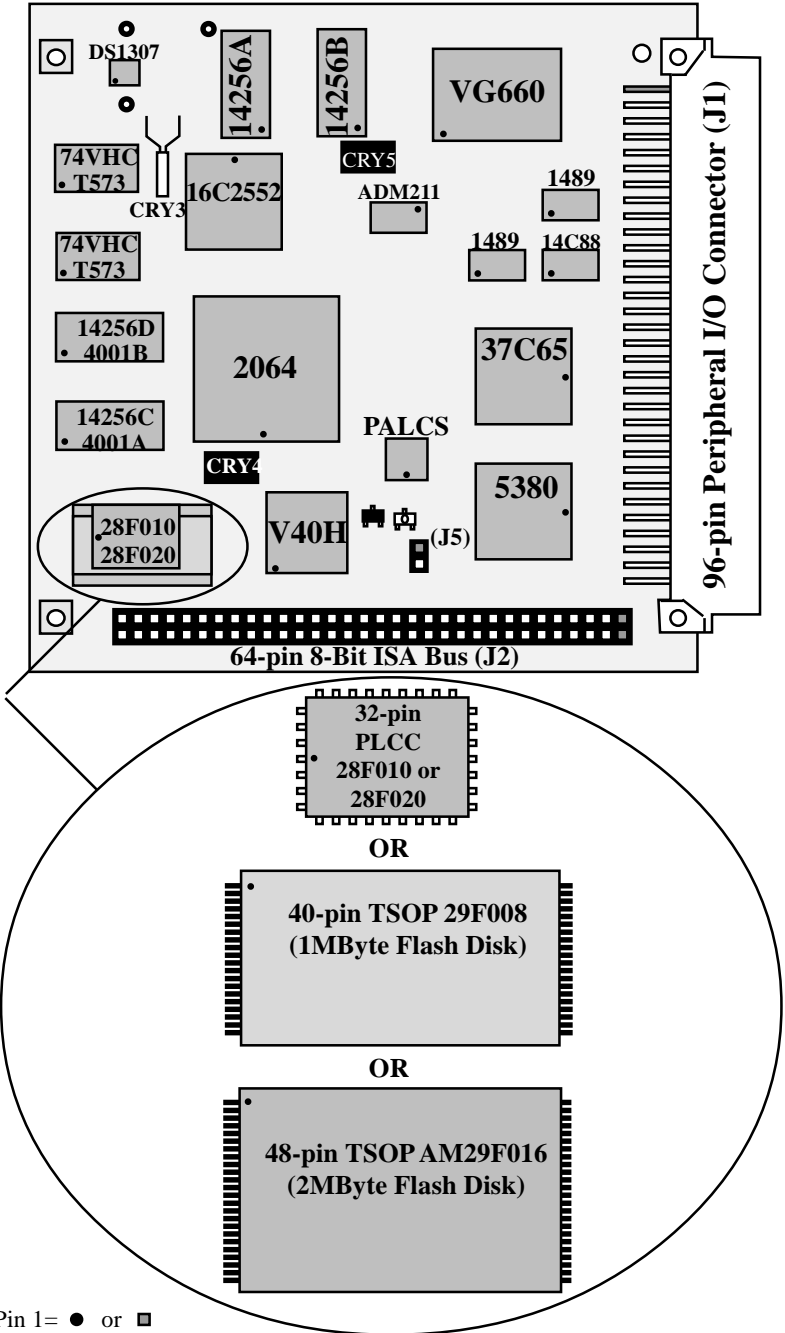 DS1307
14256A
14256B
VG660
74VHC
T573
CRY3
16C2552
CRY5
ADM211
1489
1489
14C88
74VHC
T573
14256D
4001B
2064
37C65
14256C
4001A
CRY4
PALCS
5380
28F010
28F020
V40H
(J5)
96-pin Peripheral I/O Connector (J1)
64-pin 8-Bit ISA Bus (J2)
32-pin
PLCC
28F010 or
28F020
OR
40-pin TSOP 29F008
(1MByte Flash Disk)
OR
48-pin TSOP AM29F016
(2MByte Flash Disk)
Pin 1= ● or ▣